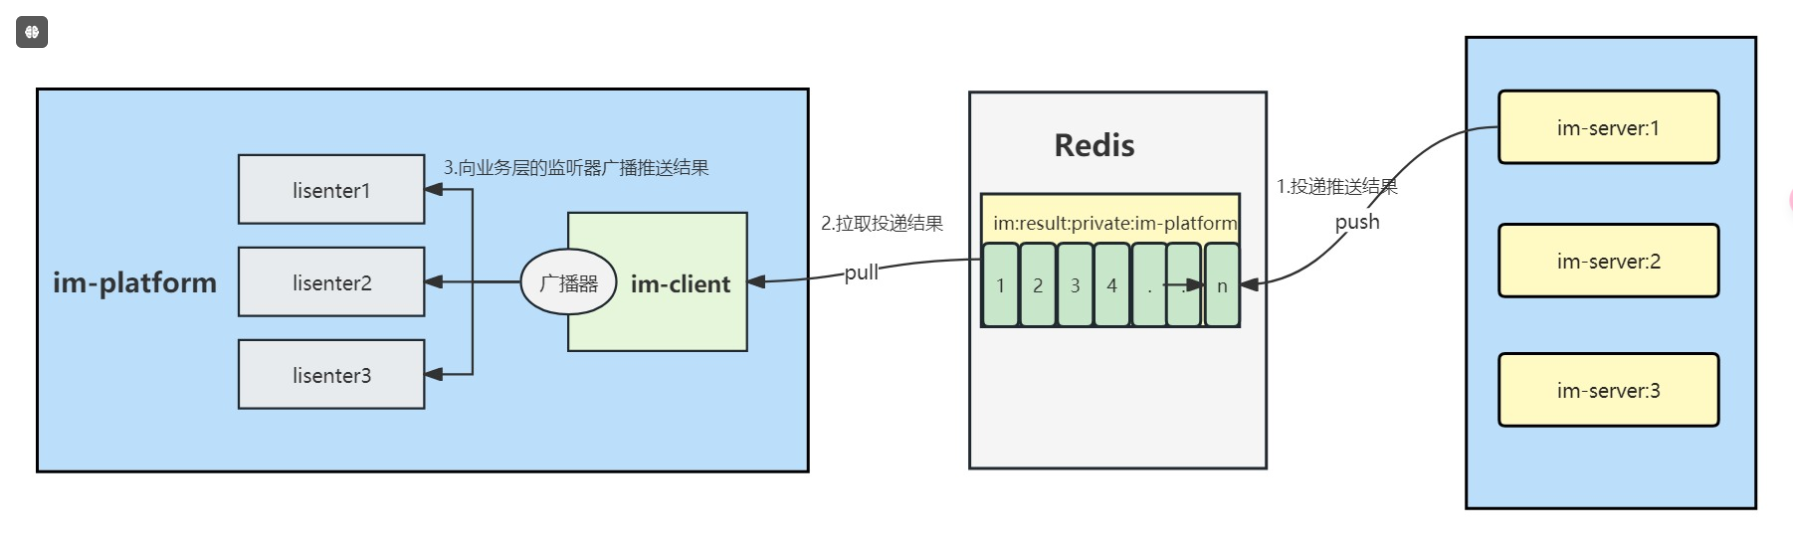 im-platform
lisenter1
lisenter2
lisenter3
3.向业务层的监听器广播推送结果
广播器
im-client
2.拉取投递结果
pull
Redis
im:result:private:im-platform
1 2 3 4 . . n
1.投递推送结果
push
im-server:1
im-server:2
im-server:3